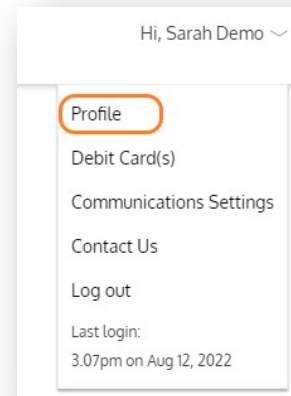 Hi, Sarah Demo
Profile
Debit Card(s)
Communications Settings
Contact Us
Log out
Last login:
3.07pm on Aug 12, 2022